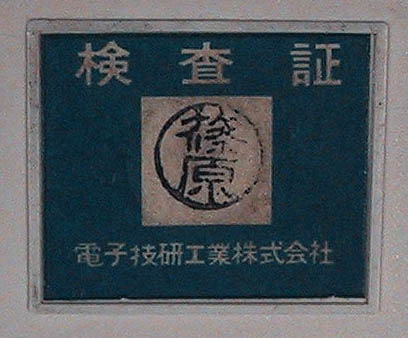 検査証
篠原
電子技研工業株式会社